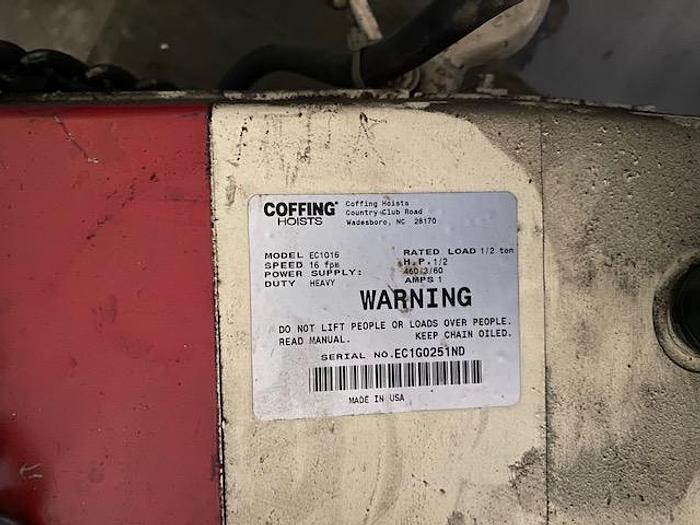 COFFING®
HOISTS
Coffing Hoists
Country Club Road
Wadesboro, NC 28170
MODEL EC1016 RATED LOAD 1/2 ton
SPEED 16 fpm H.P. 1/2
POWER SUPPLY: 460/3/60
DUTY HEAVY AMPS 1
WARNING
DO NOT LIFT PEOPLE OR LOADS OVER PEOPLE.
READ MANUAL. KEEP CHAIN OILED.
SERIAL NO. EC1G0251ND
MADE IN USA